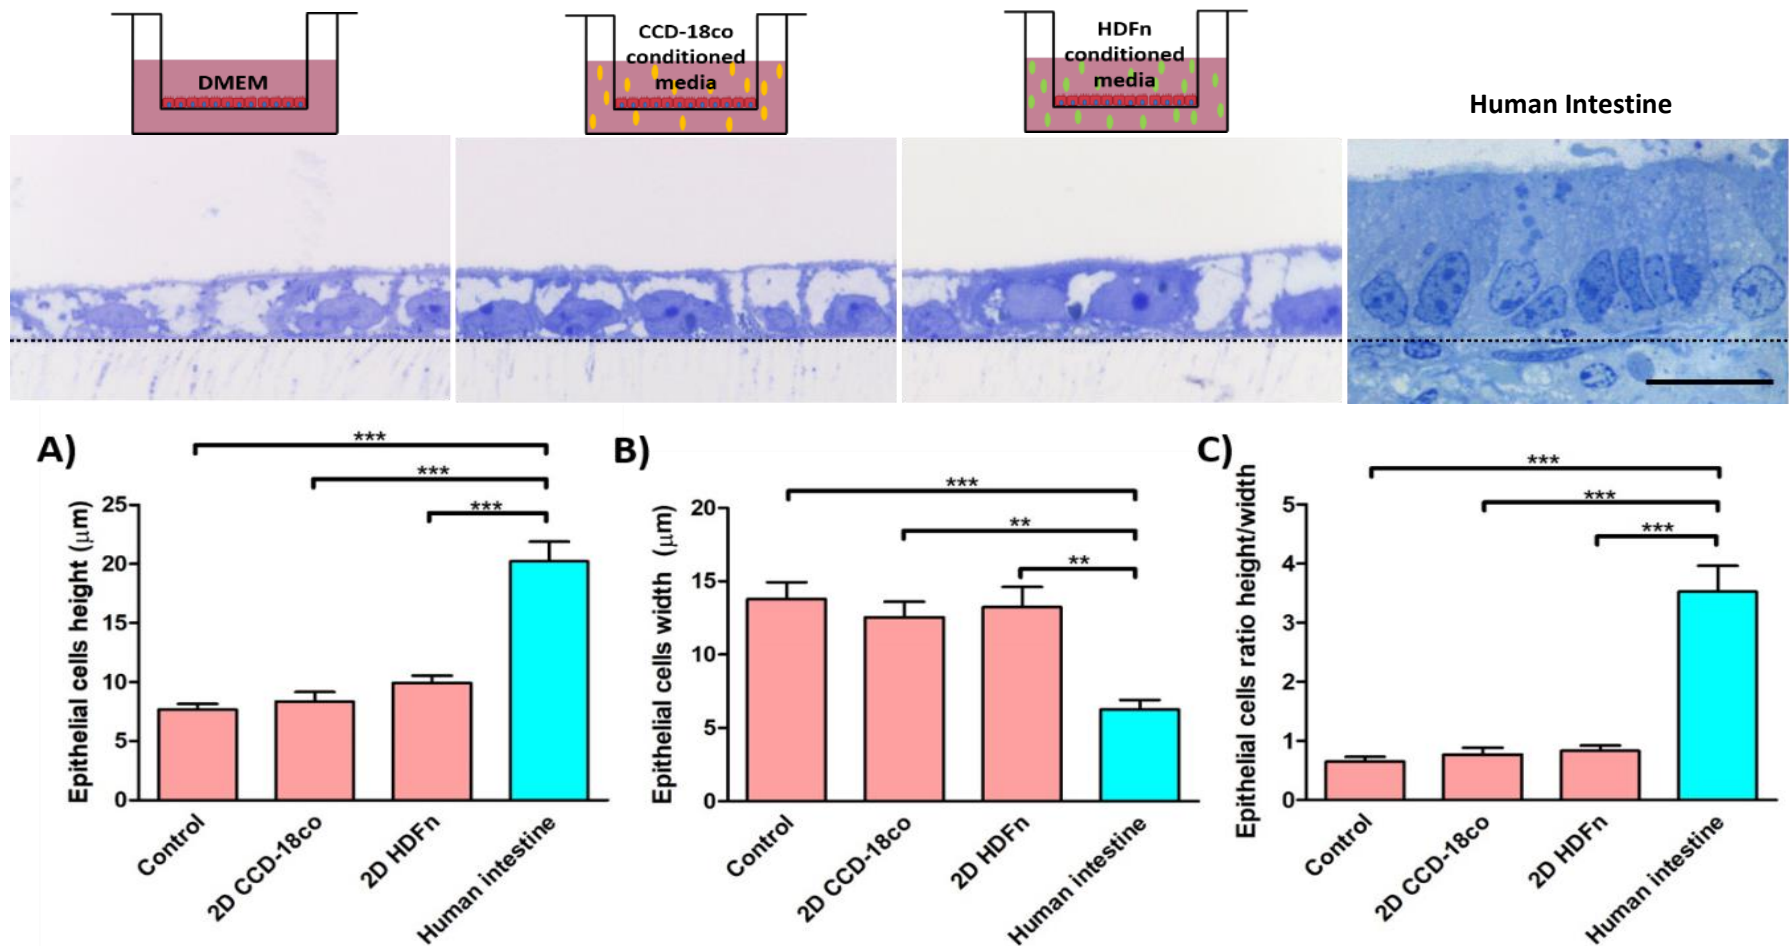 DMEM
CCD-18co
conditioned
media
HDFn
conditioned
media
Human Intestine
A)
***
***
***
Epithelial cells height (μm)
25
20
15
10
5
0
Control
2D CCD-18co
2D HDFn
Human intestine
B)
***
**
**
Epithelial cells width (μm)
20
15
10
5
0
Control
2D CCD-18co
2D HDFn
Human intestine
C)
***
***
***
Epithelial cells ratio height/width
5
4
3
2
1
0
Control
2D CCD-18co
2D HDFn
Human intestine